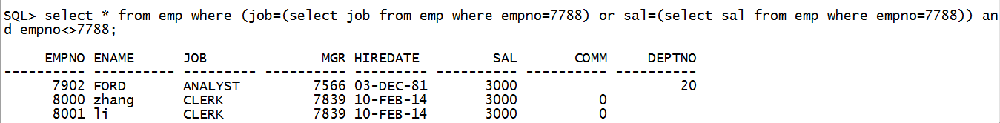 SQL> select * from emp where (job=(select job from emp where empno=7788) or sal=(select sal from emp where empno=7788)) an
d empno<>7788;
     EMPNO ENAME      JOB              MGR HIREDATE         SAL       COMM     DEPTNO
---------- ---------- --------- ---------- --------- ---------- ---------- ----------
      7902 FORD       ANALYST         7566 03-DEC-81       3000                    20
      8000 zhang      CLERK           7839 10-FEB-14       3000          0
      8001 li         CLERK           7839 10-FEB-14       3000          0